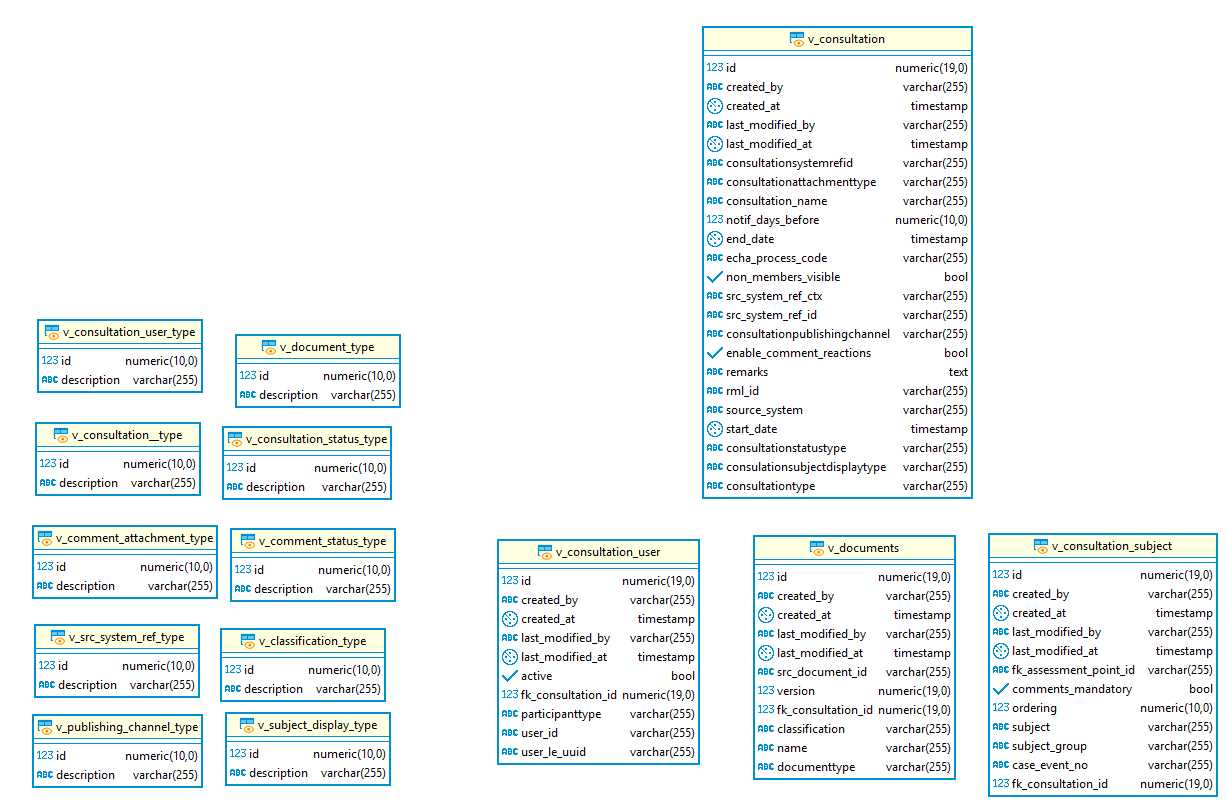 v_consultation
123 id numeric(19,0)
ABC created_by varchar(255)
created_at timestamp
ABC last_modified_by varchar(255)
last_modified_at timestamp
ABC consultationsystemrefid varchar(255)
ABC consultationattachmenttype varchar(255)
ABC consultation_name varchar(255)
123 notif_days_before numeric(10,0)
end_date timestamp
ABC echa_process_code varchar(255)
non_members_visible bool
ABC src_system_ref_ctx varchar(255)
ABC src_system_ref_id varchar(255)
ABC consultationpublishingchannel varchar(255)
enable_comment_reactions bool
ABC remarks text
ABC rml_id varchar(255)
ABC source_system varchar(255)
start_date timestamp
ABC consultationstatustype varchar(255)
ABC consulationsubjectdisplaytype varchar(255)
ABC consultationtype varchar(255)
v_consultation_user_type
123 id numeric(10,0)
ABC description varchar(255)
v_document_type
123 id numeric(10,0)
ABC description varchar(255)
v_consultation__type
123 id numeric(10,0)
ABC description varchar(255)
v_consultation_status_type
123 id numeric(10,0)
ABC description varchar(255)
v_comment_attachment_type
123 id numeric(10,0)
ABC description varchar(255)
v_comment_status_type
123 id numeric(10,0)
ABC description varchar(255)
v_src_system_ref_type
123 id numeric(10,0)
ABC description varchar(255)
v_classification_type
123 id numeric(10,0)
ABC description varchar(255)
v_publishing_channel_type
123 id numeric(10,0)
ABC description varchar(255)
v_subject_display_type
123 id numeric(10,0)
ABC description varchar(255)
v_consultation_user
123 id numeric(19,0)
ABC created_by varchar(255)
created_at timestamp
ABC last_modified_by varchar(255)
last_modified_at timestamp
active bool
123 fk_consultation_id numeric(19,0)
ABC participanttype varchar(255)
ABC user_id varchar(255)
ABC user_le_uuid varchar(255)
v_documents
123 id numeric(19,0)
ABC created_by varchar(255)
created_at timestamp
ABC last_modified_by varchar(255)
last_modified_at timestamp
ABC src_document_id varchar(255)
123 version numeric(19,0)
123 fk_consultation_id numeric(19,0)
ABC classification varchar(255)
ABC name varchar(255)
ABC documenttype varchar(255)
v_consultation_subject
123 id numeric(19,0)
ABC created_by varchar(255)
created_at timestamp
ABC last_modified_by varchar(255)
last_modified_at timestamp
ABC fk_assessment_point_id varchar(255)
comments_mandatory bool
123 ordering numeric(10,0)
ABC subject varchar(255)
ABC subject_group varchar(255)
ABC case_event_no varchar(255)
123 fk_consultation_id numeric(19,0)